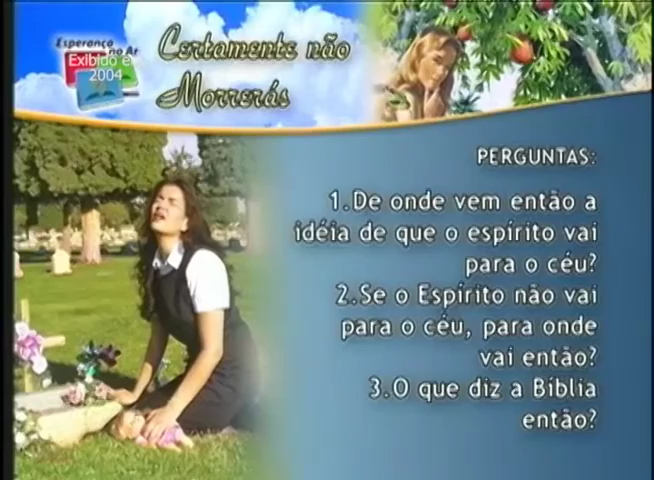 Esperança
no Ar
Exibido e
2004
Certamente não
Morrerás
PERGUNTAS:
1.De onde vem então a
idéia de que o espírito vai
para o céu?
2.Se o Espírito não vai
para o céu, para onde
vai então?
3.O que diz a Bíblia
então?